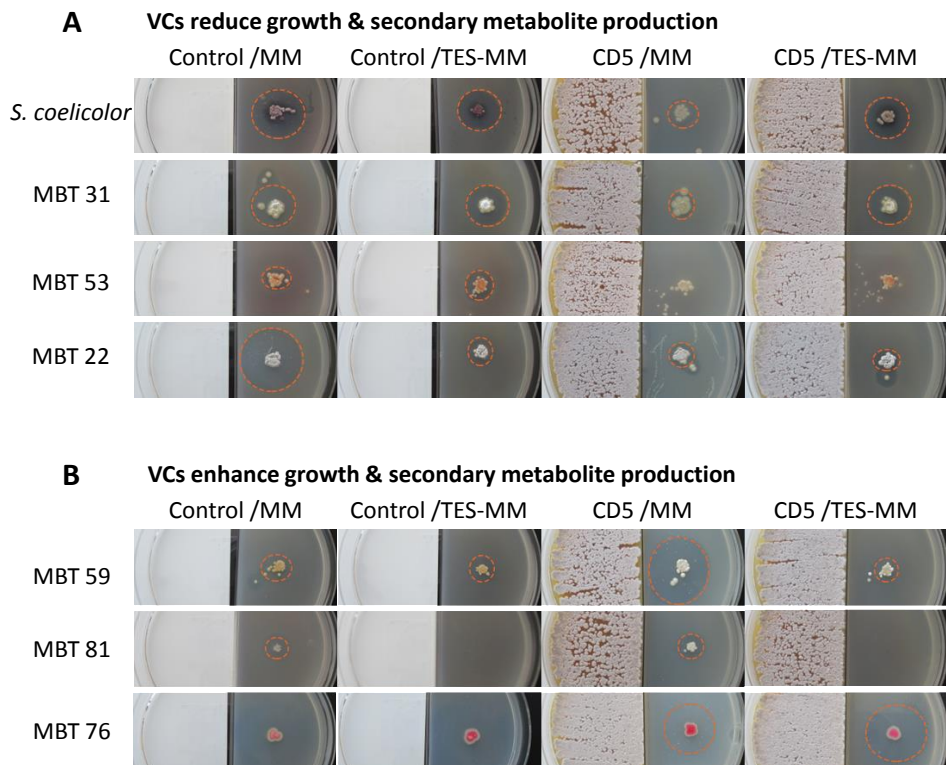 A VCs reduce growth & secondary metabolite production
Control /MM Control /TES-MM CD5 /MM CD5 /TES-MM
S. coelicolor
MBT 31
MBT 53
MBT 22
B VCs enhance growth & secondary metabolite production
Control /MM Control /TES-MM CD5 /MM CD5 /TES-MM
MBT 59
MBT 81
MBT 76